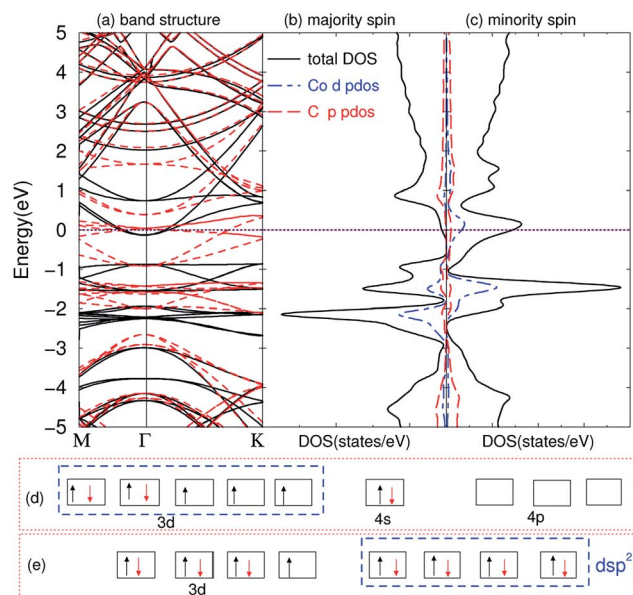 (a) band structure (b) majority spin (c) minority spin
5
4
3
2
1
0
−1
−2
−3
−4
−5
Energy(eV)
total DOS
Co d pdos
C p pdos
M Γ K DOS(states/eV) DOS(states/eV)
(d)
3d 4s 4p
(e) dsp2
3d